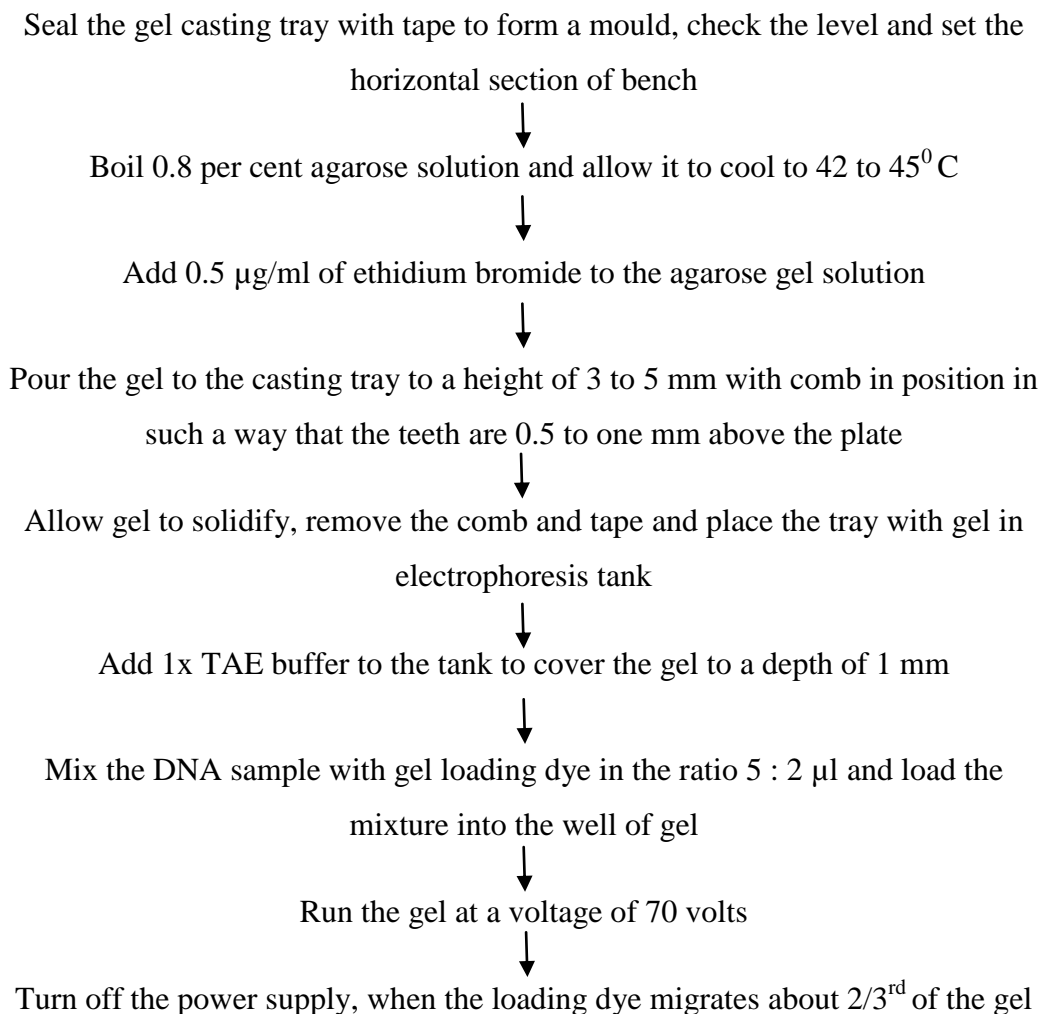 Seal the gel casting tray with tape to form a mould, check the level and set the
horizontal section of bench
Boil 0.8 per cent agarose solution and allow it to cool to 42 to 45⁰ C
Add 0.5 µg/ml of ethidium bromide to the agarose gel solution
Pour the gel to the casting tray to a height of 3 to 5 mm with comb in position in
such a way that the teeth are 0.5 to one mm above the plate
Allow gel to solidify, remove the comb and tape and place the tray with gel in
electrophoresis tank
Add 1x TAE buffer to the tank to cover the gel to a depth of 1 mm
Mix the DNA sample with gel loading dye in the ratio 5 : 2 µl and load the
mixture into the well of gel
Run the gel at a voltage of 70 volts
Turn off the power supply, when the loading dye migrates about 2/3ʳᵈ of the gel